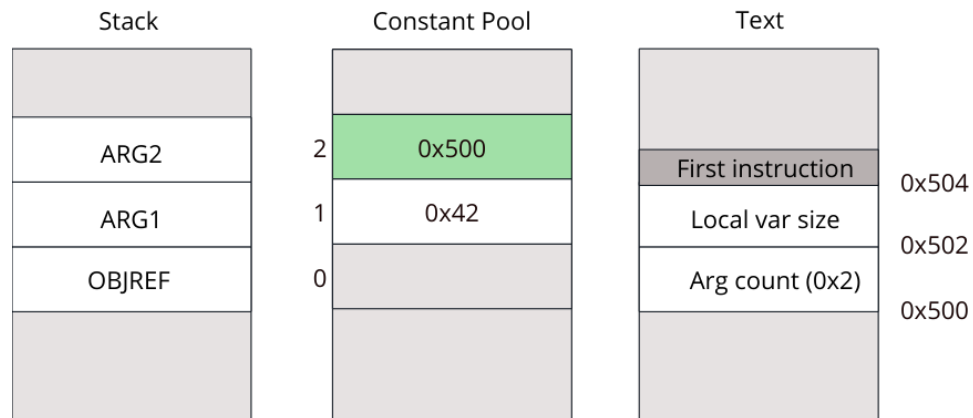 Stack
Constant Pool
Text
ARG2
ARG1
OBJREF
2
0x500
1
0x42
0
First instruction
0x504
Local var size
0x502
Arg count (0x2)
0x500